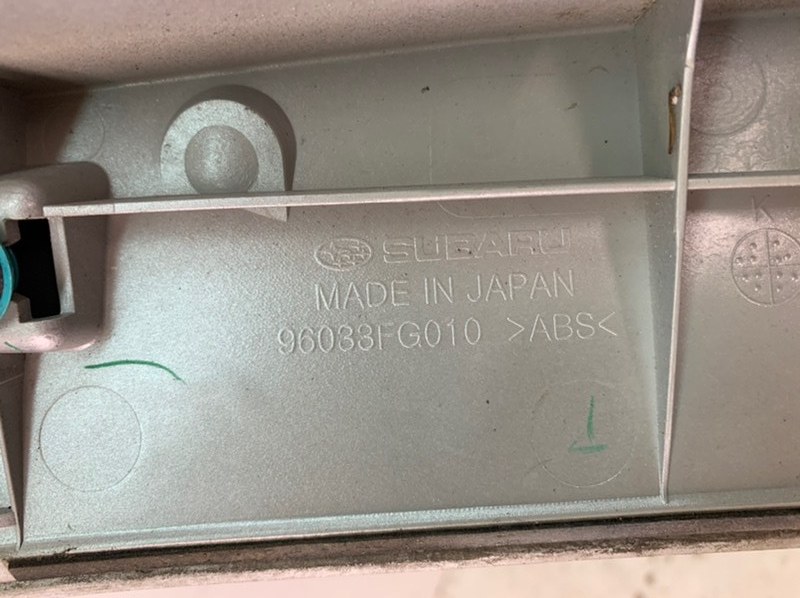 SUBARU
MADE IN JAPAN
96033FG010 >ABS<
K
T